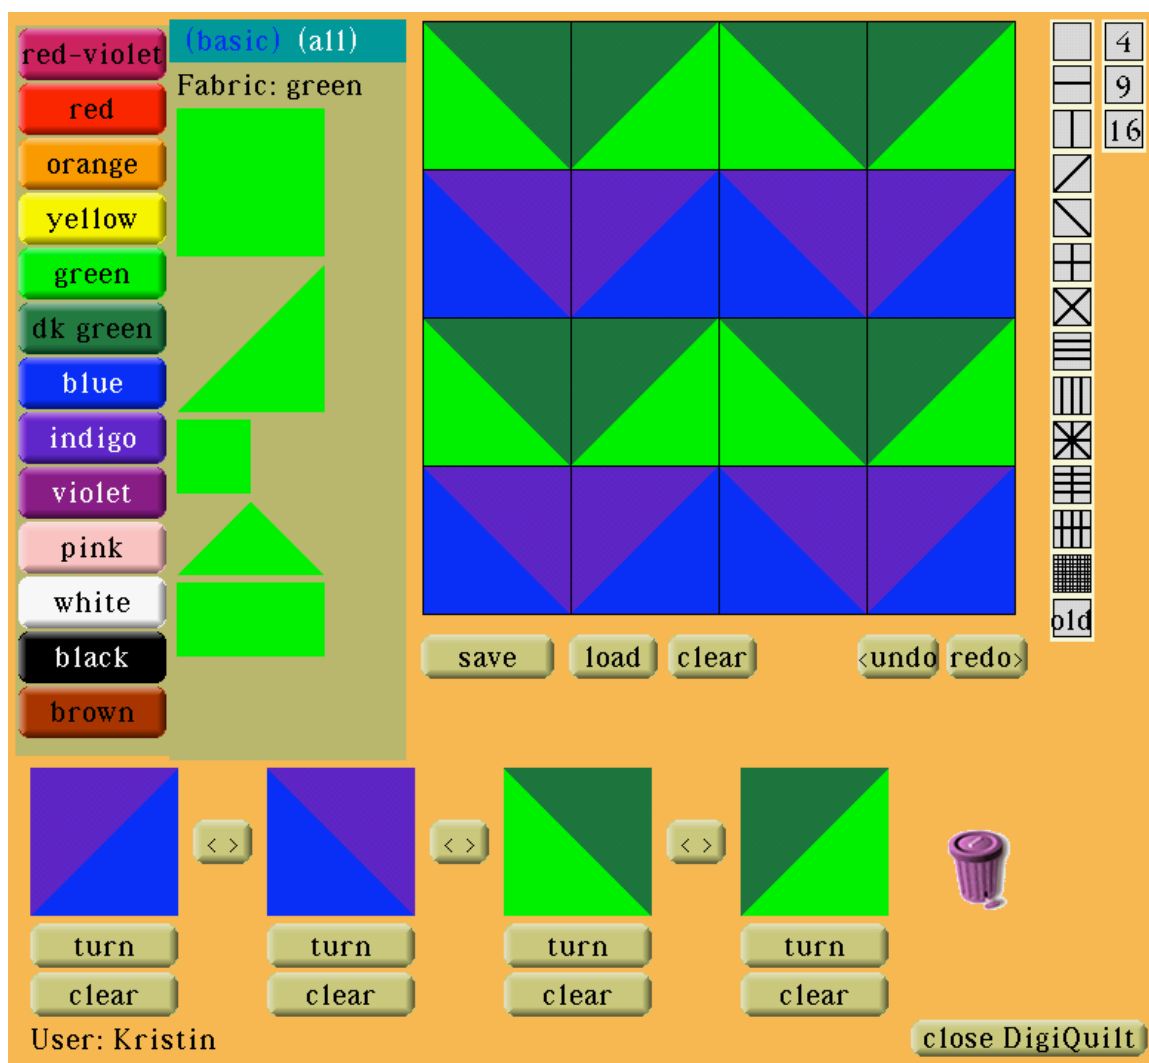 red-violet
red
orange
yellow
green
dk green
blue
indigo
violet
pink
white
black
brown
(basic) (all)
Fabric: green
4
9
16
old
save
load
clear
<undo
redo>
< >
< >
< >
turn
turn
turn
turn
clear
clear
clear
clear
User: Kristin
close DigiQuilt